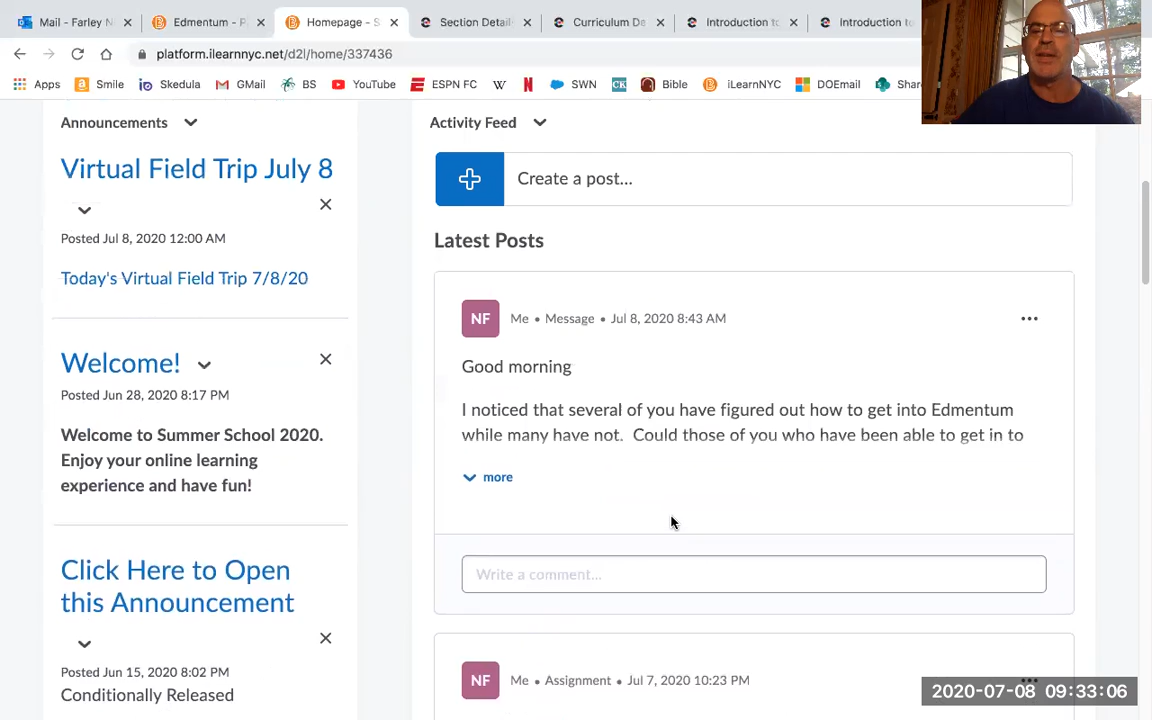 Mail - Farley N
Edmentum - P
Homepage - S
Section Detail
Curriculum De
Introduction to
Introduction to
platform.ilearnnyc.net/d2l/home/337436
Apps
Smile
Skedula
GMail
BS
YouTube
ESPN FC
SWN
Bible
iLearnNYC
DOEmail
Shar
Announcements
Virtual Field Trip July 8
Posted Jul 8, 2020 12:00 AM
Today's Virtual Field Trip 7/8/20
Welcome!
Posted Jun 28, 2020 8:17 PM
Welcome to Summer School 2020.
Enjoy your online learning
experience and have fun!
Click Here to Open
this Announcement
Posted Jun 15, 2020 8:02 PM
Conditionally Released
Activity Feed
Create a post...
Latest Posts
NF
Me • Message • Jul 8, 2020 8:43 AM
Good morning
I noticed that several of you have figured out how to get into Edmentum
while many have not. Could those of you who have been able to get in to
more
Write a comment...
NF
Me • Assignment • Jul 7, 2020 10:23 PM
2020-07-08 09:33:06